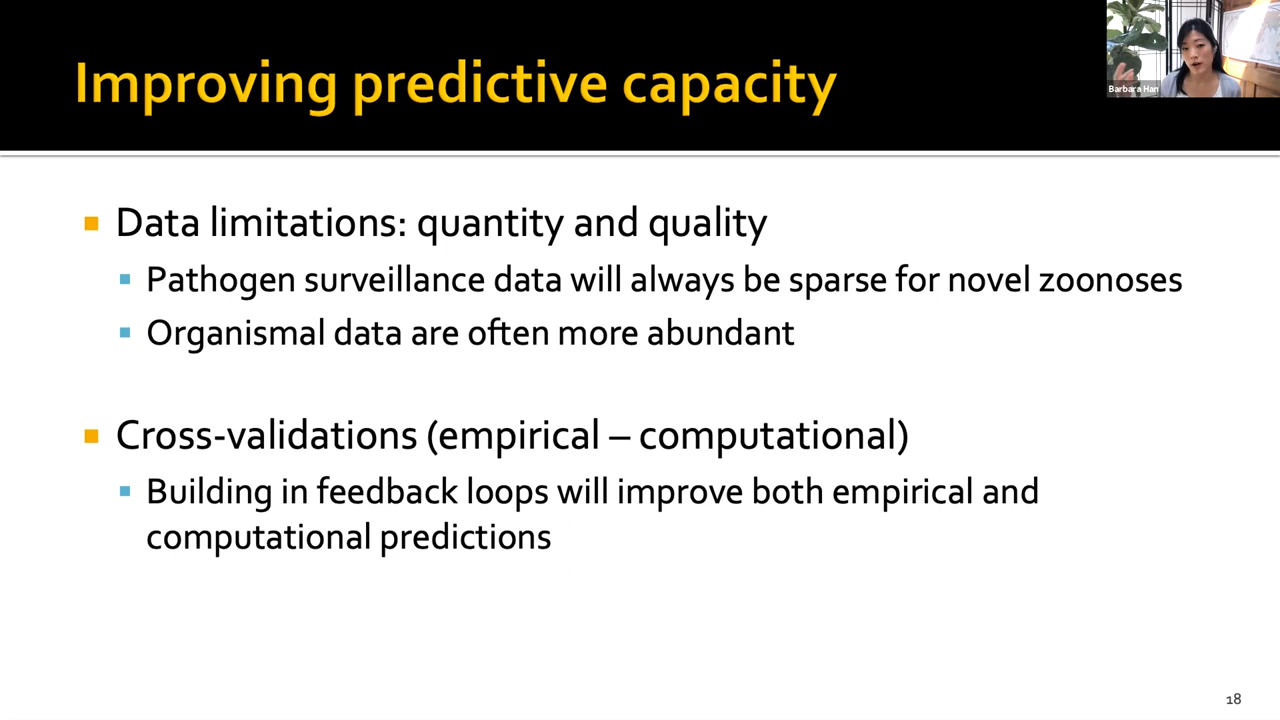 Improving predictive capacity
Barbara Han
Data limitations: quantity and quality
Pathogen surveillance data will always be sparse for novel zoonoses
Organismal data are often more abundant
Cross-validations (empirical – computational)
Building in feedback loops will improve both empirical and
computational predictions
18